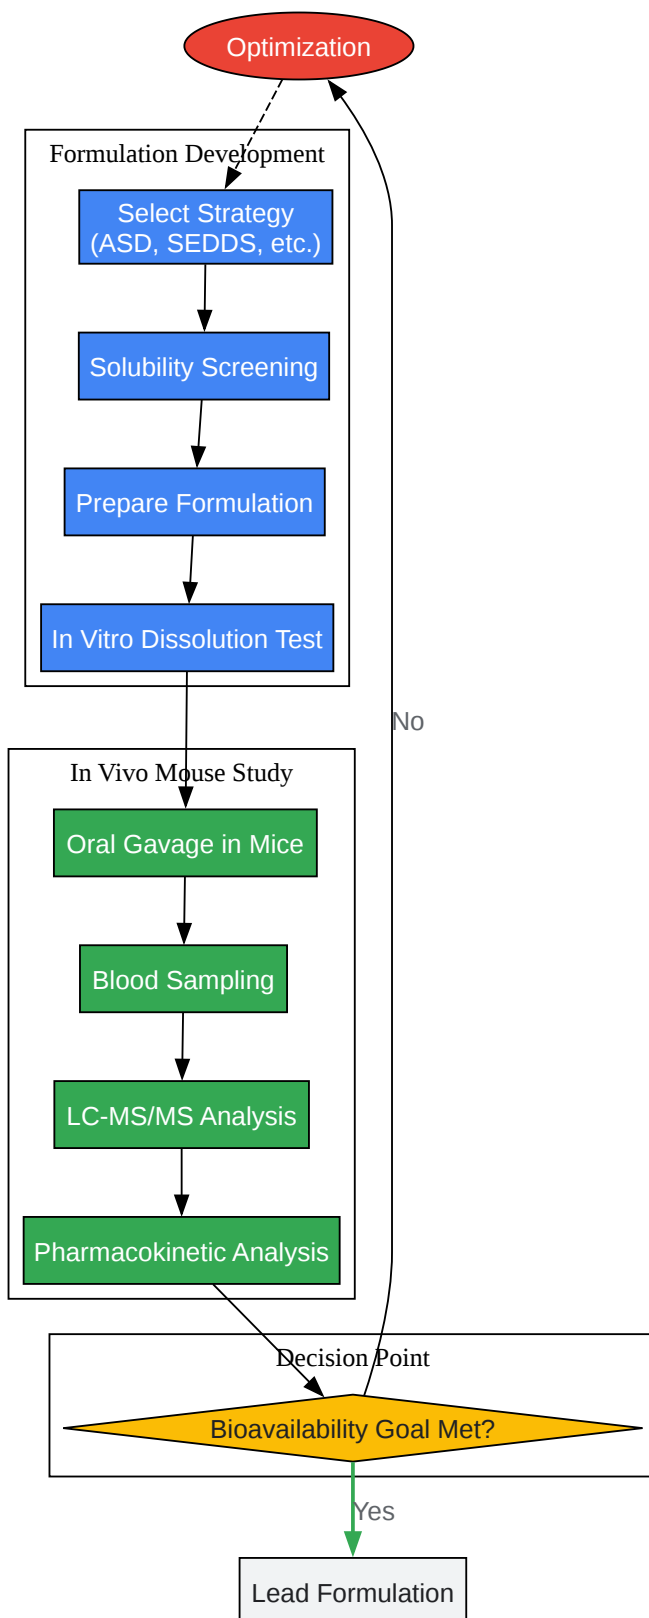 Optimization
Formulation Development
Select Strategy
(ASD, SEDDS, etc.)
Solubility Screening
Prepare Formulation
In Vitro Dissolution Test
No
In Vivo Mouse Study
Oral Gavage in Mice
Blood Sampling
LC-MS/MS Analysis
Pharmacokinetic Analysis
Decision Point
Bioavailability Goal Met?
Yes
Lead Formulation